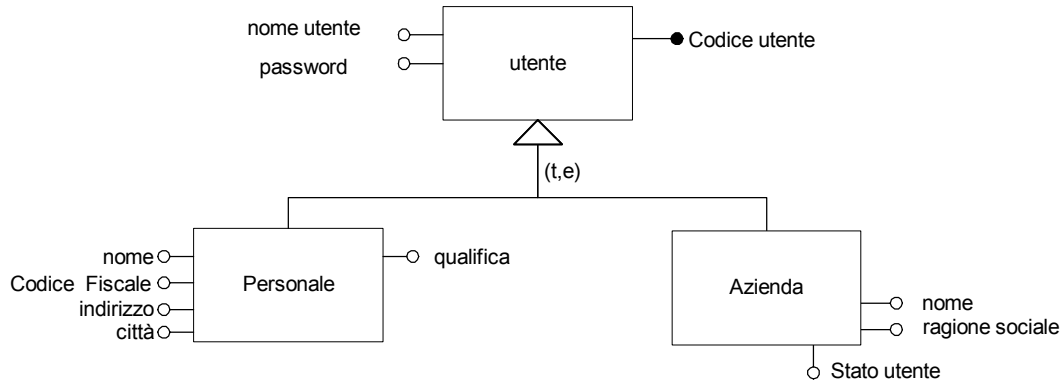 nome utente
password
utente
Codice utente
(t,e)
nome
Codice Fiscale
indirizzo
città
Personale
qualifica
Azienda
nome
ragione sociale
Stato utente